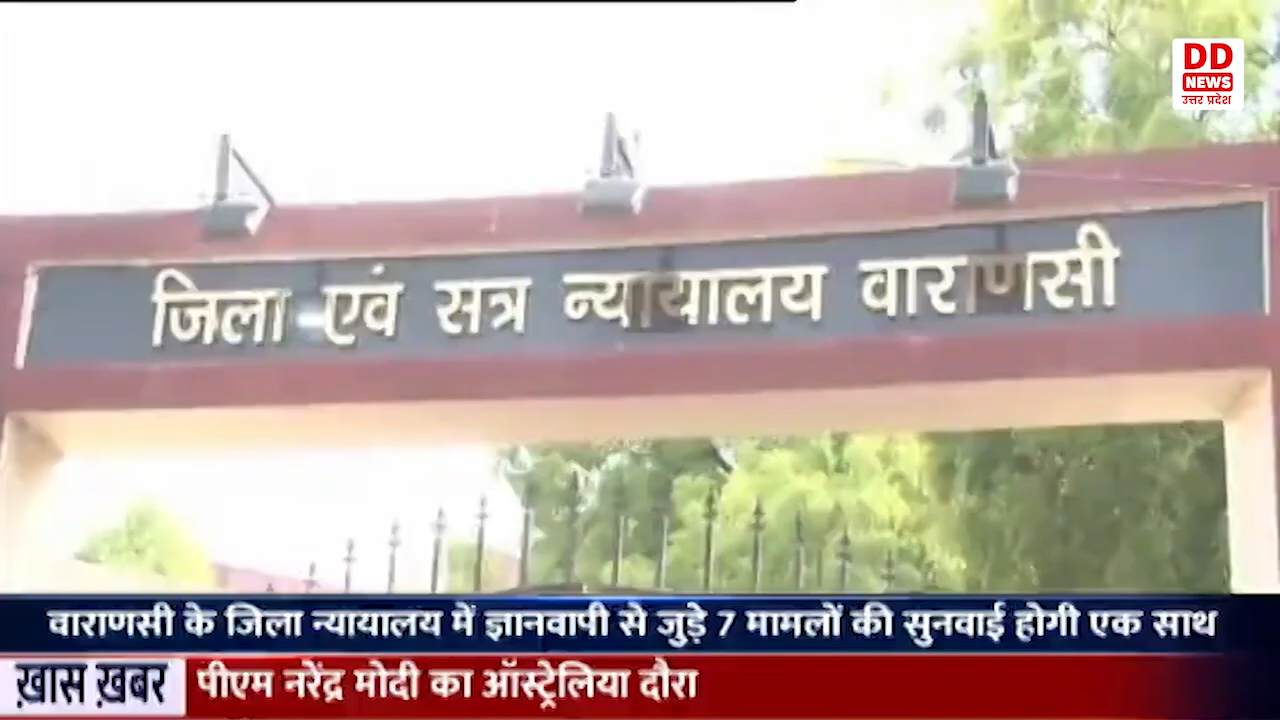 DD
NEWS
उत्तर प्रदेश
जिला एवं सत्र न्यायालय वाराणसी
वाराणसी के जिला न्यायालय में ज्ञानवापी से जुड़े 7 मामलों की सुनवाई होगी एक साथ
ख़ास ख़बर
पीएम नरेंद्र मोदी का ऑस्ट्रेलिया दौरा